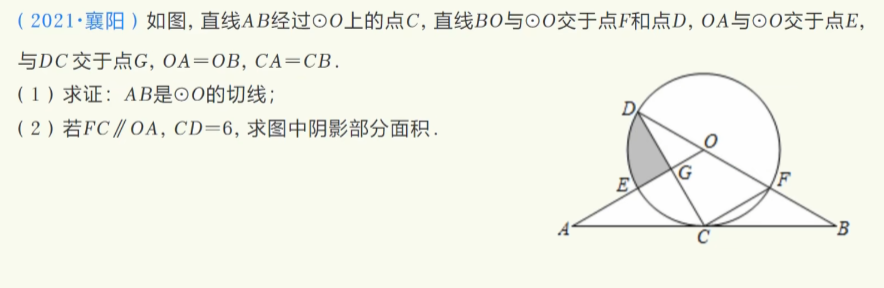 （2021·襄阳）如图，直线AB经过⊙O上的点C，直线BO与⊙O交于点F和点D，OA与⊙O交于点E，
与DC交于点G，OA=OB，CA=CB．
（1）求证：AB是⊙O的切线；
（2）若FC∥OA，CD=6，求图中阴影部分面积．
D
O
G
E
F
A
C
B